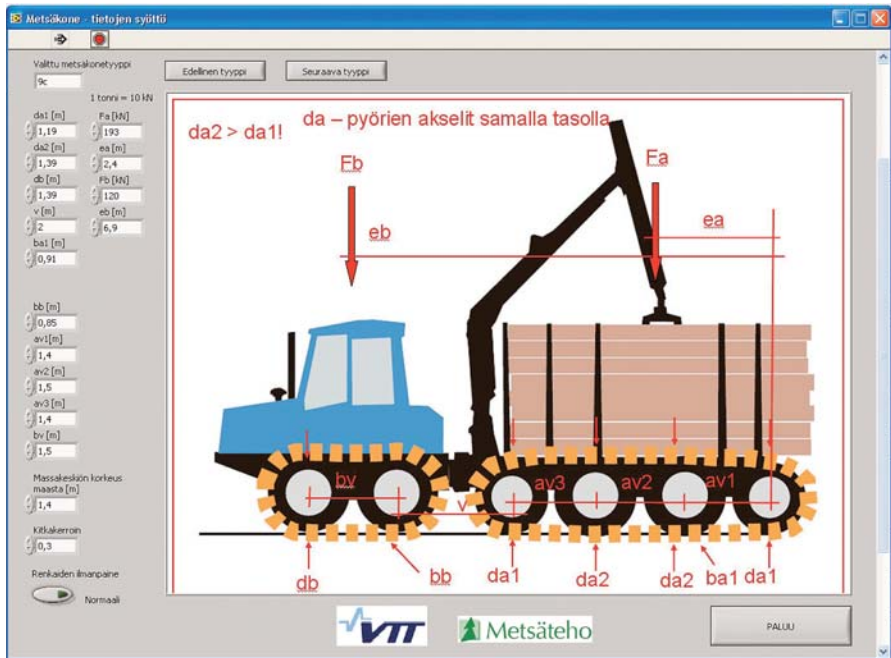 Metsäkone - tietojen syöttö
Valittu metsäkonetyyppi
9c
Edellinen tyyppi
Seuraava tyyppi
1 tonni = 10 kN
da1 [m]
Fa [kN]
1,19
193
da2 [m]
ea [m]
1,39
2,4
db [m]
Fb [kN]
1,39
120
v [m]
eb [m]
2
6,9
ba1 [m]
0,91
bb [m]
0,85
av1[m]
1,4
av2 [m]
1,5
av3 [m]
1,4
bv [m]
1,5
Massakeskiön korkeus
maasta [m]
1,4
Kitkakerroin
0,3
Renkaiden ilmanpaine
Normaali
da2 > da1!
da – pyörien akselit samalla tasolla
Fb
Fa
eb
ea
bv
v
av3
av2
av1
db
bb
da1
da2
da2
ba1
da1
VTT
Metsäteho
PALUU